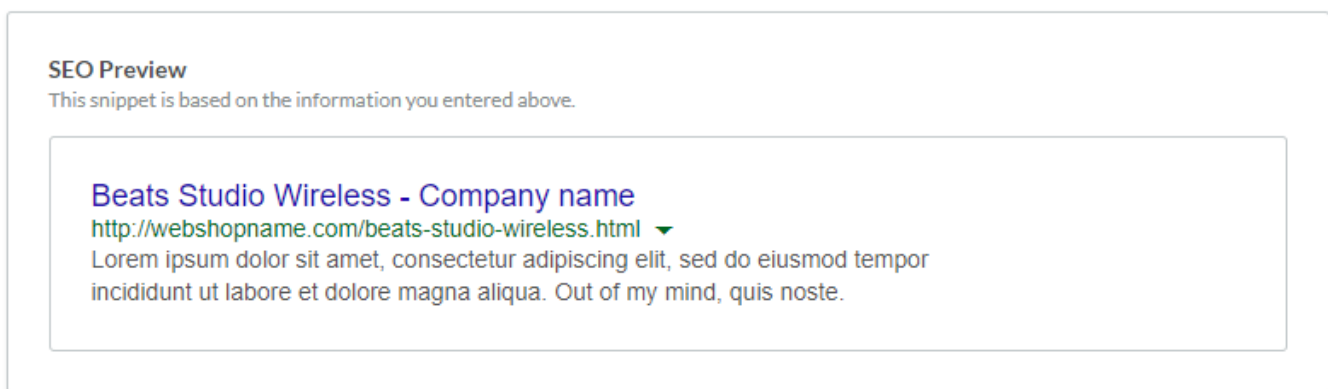 SEO Preview
This snippet is based on the information you entered above.
Beats Studio Wireless - Company name
http://webshopname.com/beats-studio-wireless.html
Lorem ipsum dolor sit amet, consectetur adipiscing elit, sed do eiusmod tempor
incididunt ut labore et dolore magna aliqua. Out of my mind, quis noste.